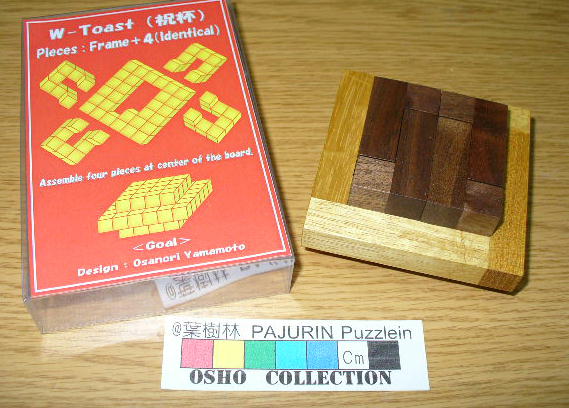 W-Toast (祝杯)
Pieces : Frame+4(Identical)
Assemble four pieces at center of the board.
<Goal>
Design : Osanori Yamamoto
@葉樹林 PAJURIN Puzzlein
Cm
OSHO COLLECTION